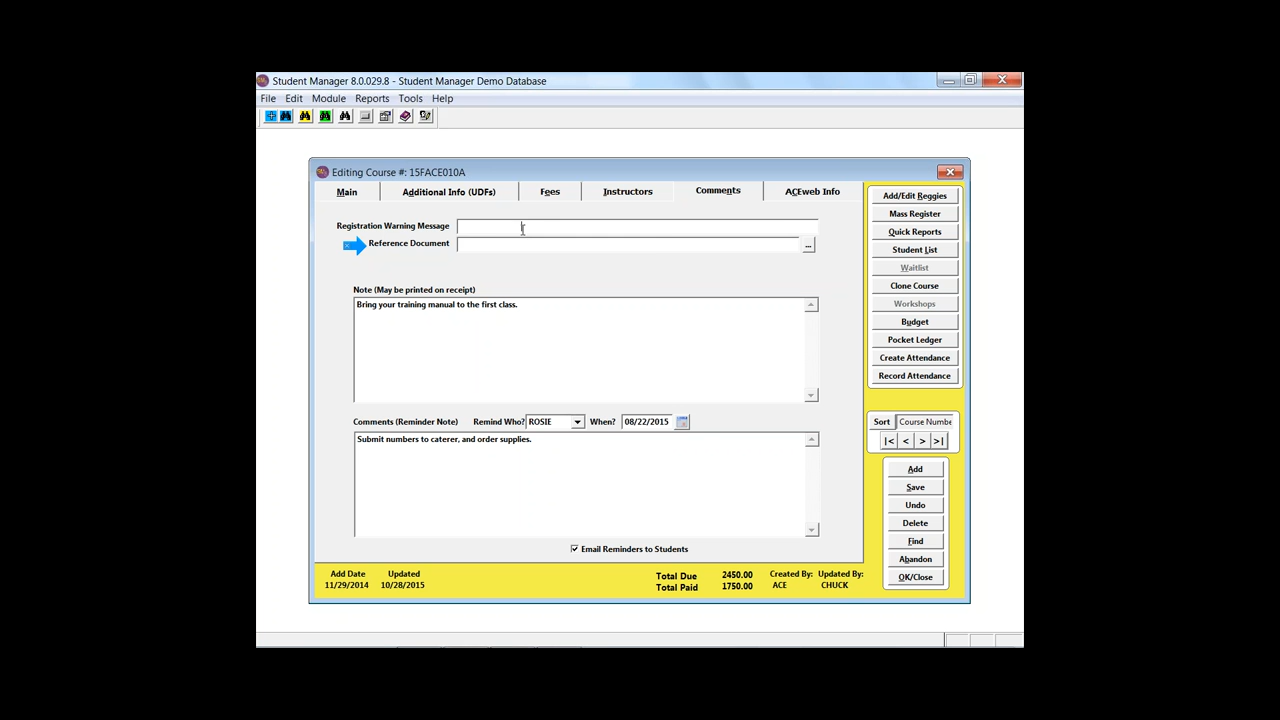 Student Manager 8.0.029.8 - Student Manager Demo Database
File Edit Module Reports Tools Help
Editing Course #: 15FACE010A
Main Additional Info (UDFs) Fees Instructors Comments ACEweb Info
Registration Warning Message
Reference Document ...
Note (May be printed on receipt)
Bring your training manual to the first class.
Comments (Reminder Note) Remind Who? ROSIE When? 08/22/2015
Submit numbers to caterer, and order supplies.
Email Reminders to Students
Add Date Updated Total Due 2450.00 Created By: Updated By:
11/29/2014 10/28/2015 Total Paid 1750.00 ACE CHUCK
Add/Edit Reggies
Mass Register
Quick Reports
Student List
Waitlist
Clone Course
Workshops
Budget
Pocket Ledger
Create Attendance
Record Attendance
Sort Course Numbe
|< < > >|
Add
Save
Undo
Delete
Find
Abandon
OK/Close